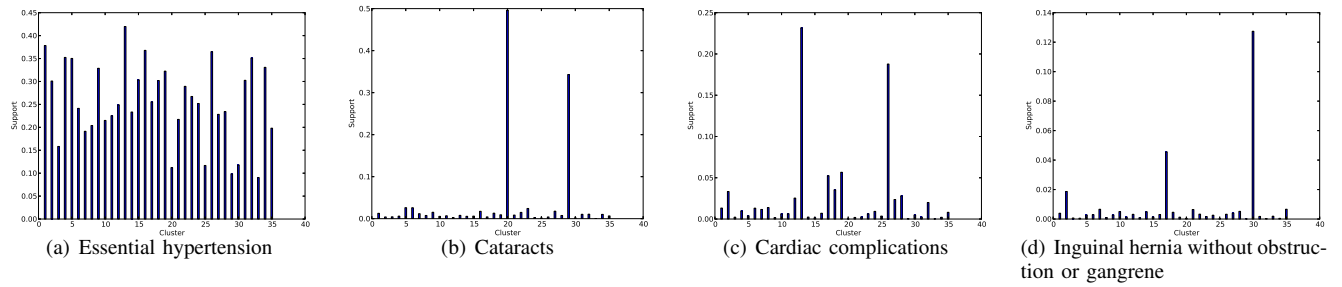 0.45
0.40
0.35
0.30
0.25
0.20
0.15
0.10
0.05
0.00
Support
0 5 10 15 20 25 30 35 40
Cluster
(a) Essential hypertension
0.5
0.4
0.3
0.2
0.1
0.0
Support
0 5 10 15 20 25 30 35 40
Cluster
(b) Cataracts
0.25
0.20
0.15
0.10
0.05
0.00
Support
0 5 10 15 20 25 30 35 40
Cluster
(c) Cardiac complications
0.14
0.12
0.10
0.08
0.06
0.04
0.02
0.00
Support
0 5 10 15 20 25 30 35 40
Cluster
(d) Inguinal hernia without obstruc-
tion or gangrene